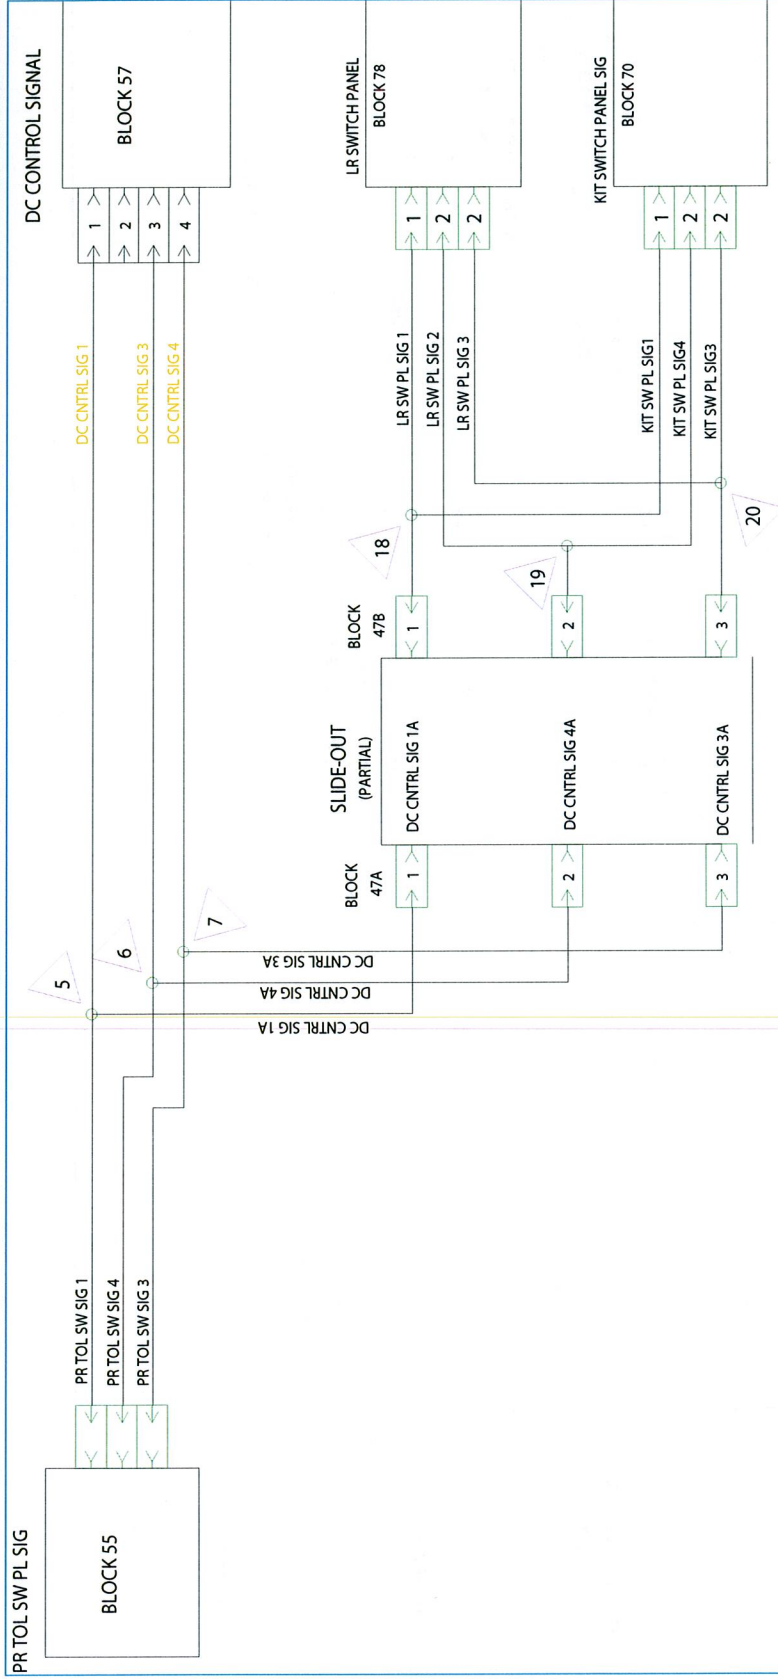 PR TOL SW PL SIG
BLOCK 55
PR TOL SW SIG 1
PR TOL SW SIG 4
PR TOL SW SIG 3
5
6
7
DC CNTRL SIG 1A
DC CNTRL SIG 4A
DC CNTRL SIG 3A
DC CNTRL SIG 1
DC CNTRL SIG 3
DC CNTRL SIG 4
DC CONTROL SIGNAL
1
2
3
4
BLOCK 57
BLOCK
47A
1
2
3
SLIDE-OUT
(PARTIAL)
DC CNTRL SIG 1A
DC CNTRL SIG 4A
DC CNTRL SIG 3A
BLOCK
47B
1
2
3
18
19
20
LR SW PL SIG 1
LR SW PL SIG 2
LR SW PL SIG 3
LR SWITCH PANEL
BLOCK 78
1
2
2
KIT SW PL SIG1
KIT SW PL SIG4
KIT SW PL SIG3
KIT SWITCH PANEL SIG
BLOCK 70
1
2
2